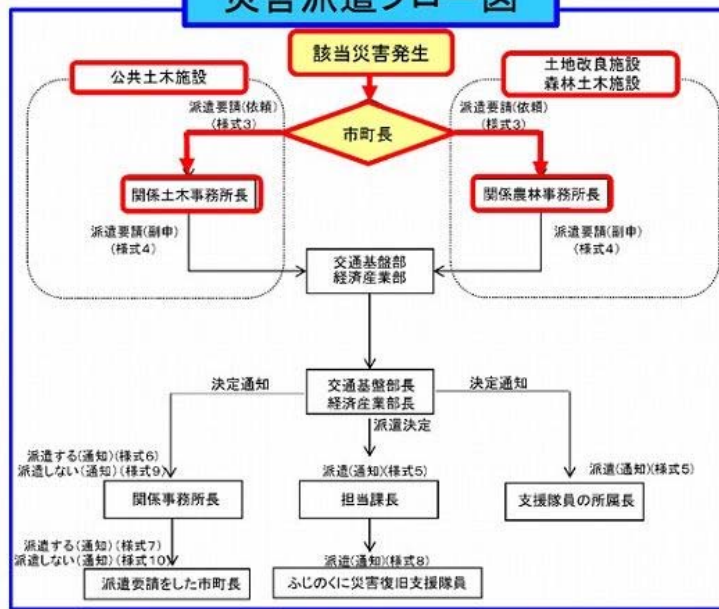 災害派遣フロー図
該当災害発生
公共土木施設
土地改良施設
森林土木施設
派遣要請(依頼)
(様式3)
派遣要請(依頼)
(様式3)
市町長
関係土木事務所長
関係農林事務所長
派遣要請(副申)
(様式4)
派遣要請(副申)
(様式4)
交通基盤部
経済産業部
決定通知
交通基盤部長
経済産業部長
決定通知
派遣決定
派遣する(通知)(様式6)
派遣しない(通知)(様式9)
派遣(通知)(様式5)
派遣(通知)(様式5)
関係事務所長
担当課長
支援隊員の所属長
派遣する(通知)(様式7)
派遣しない(通知)(様式10)
派遣(通知)(様式8)
派遣要請をした市町長
ふじのくに災害復旧支援隊員